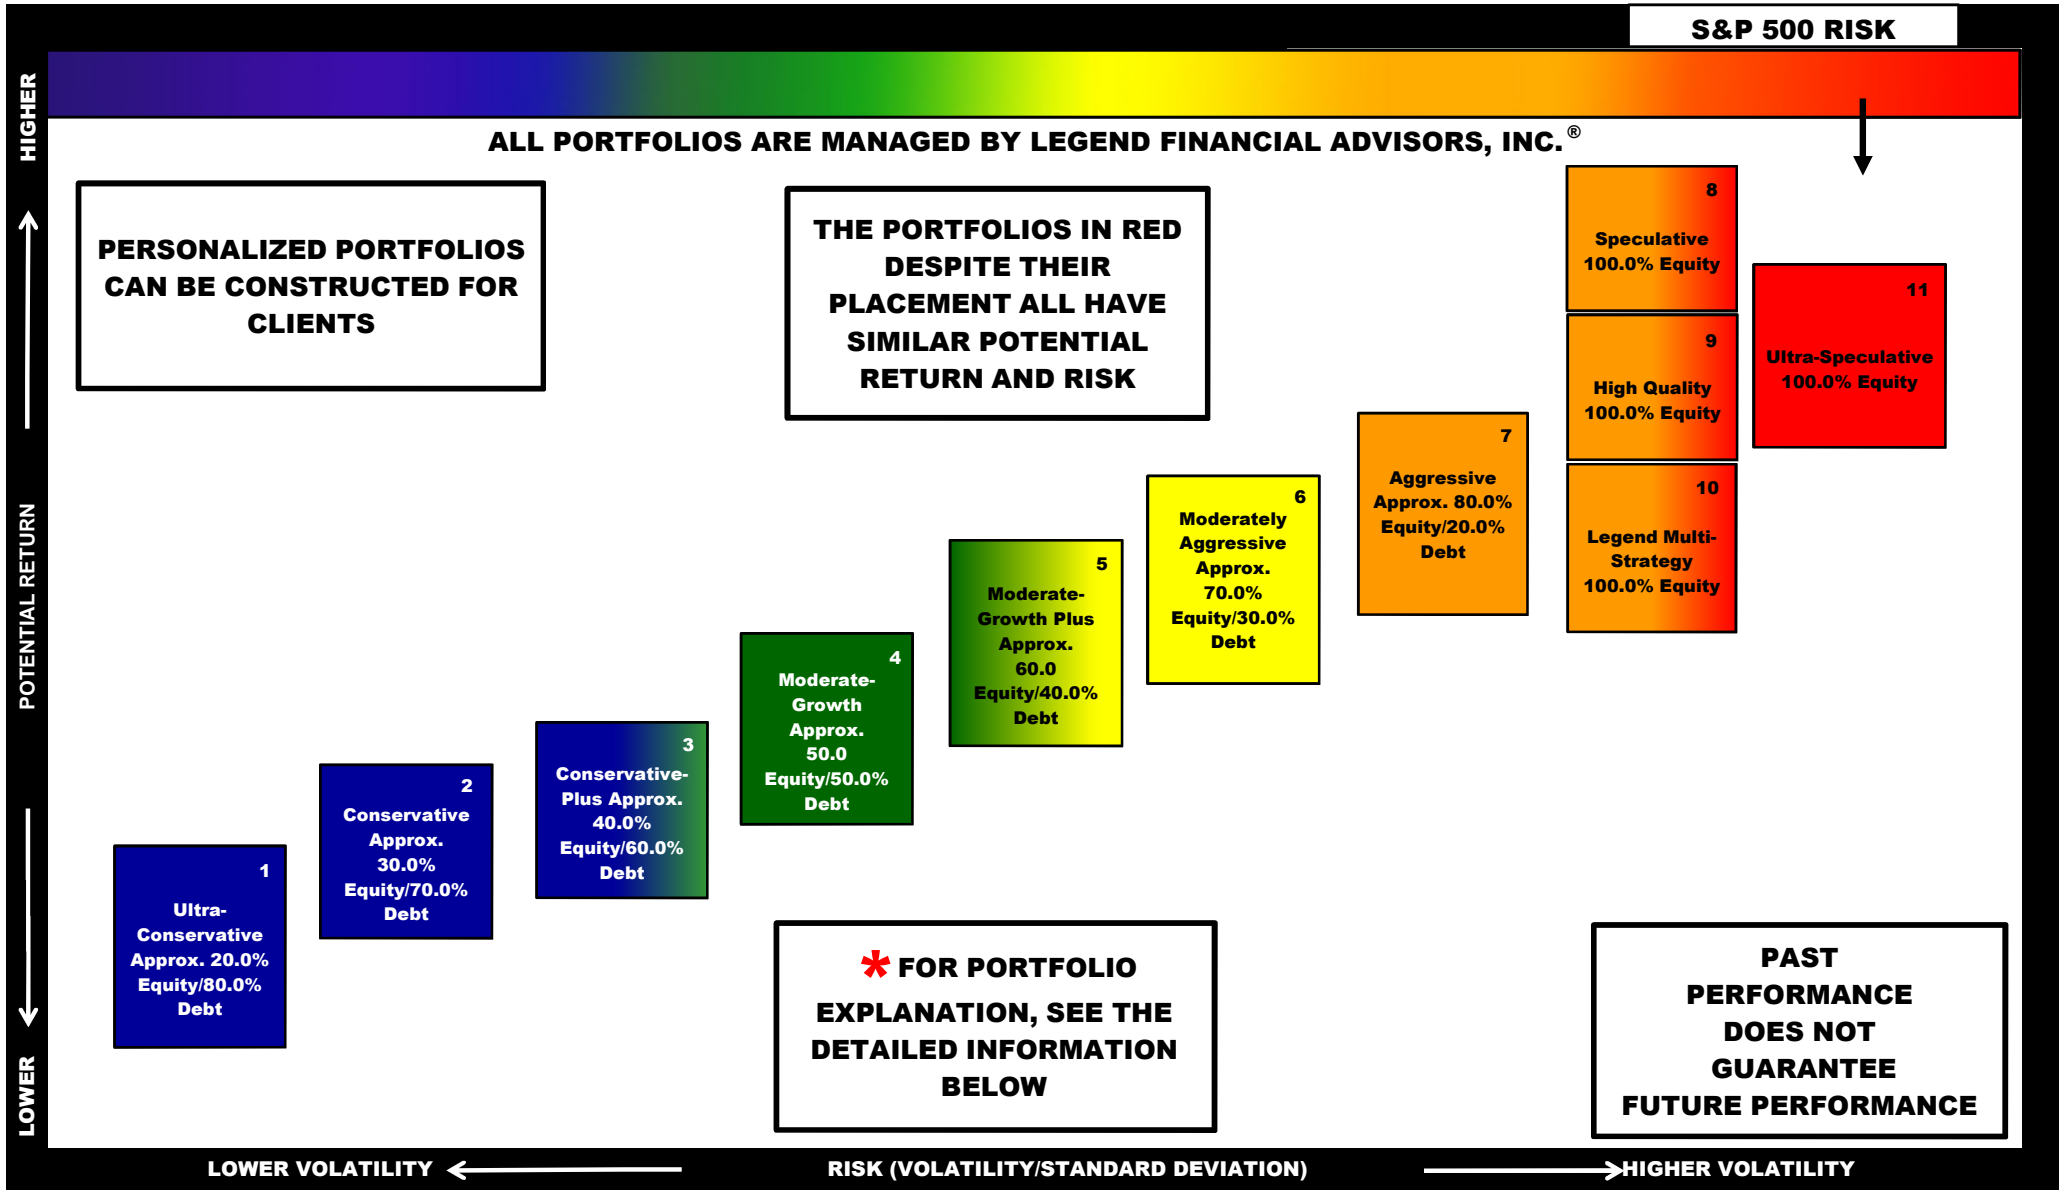 S&P 500 RISK
HIGHER
ALL PORTFOLIOS ARE MANAGED BY LEGEND FINANCIAL ADVISORS, INC.®
PERSONALIZED PORTFOLIOS
CAN BE CONSTRUCTED FOR
CLIENTS
THE PORTFOLIOS IN RED
DESPITE THEIR
PLACEMENT ALL HAVE
SIMILAR POTENTIAL
RETURN AND RISK
8
Speculative
100.0% Equity
11
Ultra-Speculative
100.0% Equity
9
High Quality
100.0% Equity
10
Legend Multi-
Strategy
100.0% Equity
7
Aggressive
Approx. 80.0%
Equity/20.0%
Debt
6
Moderately
Aggressive
Approx.
70.0%
Equity/30.0%
Debt
5
Moderate-
Growth Plus
Approx.
60.0
Equity/40.0%
Debt
4
Moderate-
Growth
Approx.
50.0
Equity/50.0%
Debt
3
Conservative-
Plus Approx.
40.0%
Equity/60.0%
Debt
2
Conservative
Approx.
30.0%
Equity/70.0%
Debt
1
Ultra-
Conservative
Approx. 20.0%
Equity/80.0%
Debt
POTENTIAL RETURN
* FOR PORTFOLIO
EXPLANATION, SEE THE
DETAILED INFORMATION
BELOW
PAST
PERFORMANCE
DOES NOT
GUARANTEE
FUTURE PERFORMANCE
LOWER
LOWER VOLATILITY
RISK (VOLATILITY/STANDARD DEVIATION)
HIGHER VOLATILITY